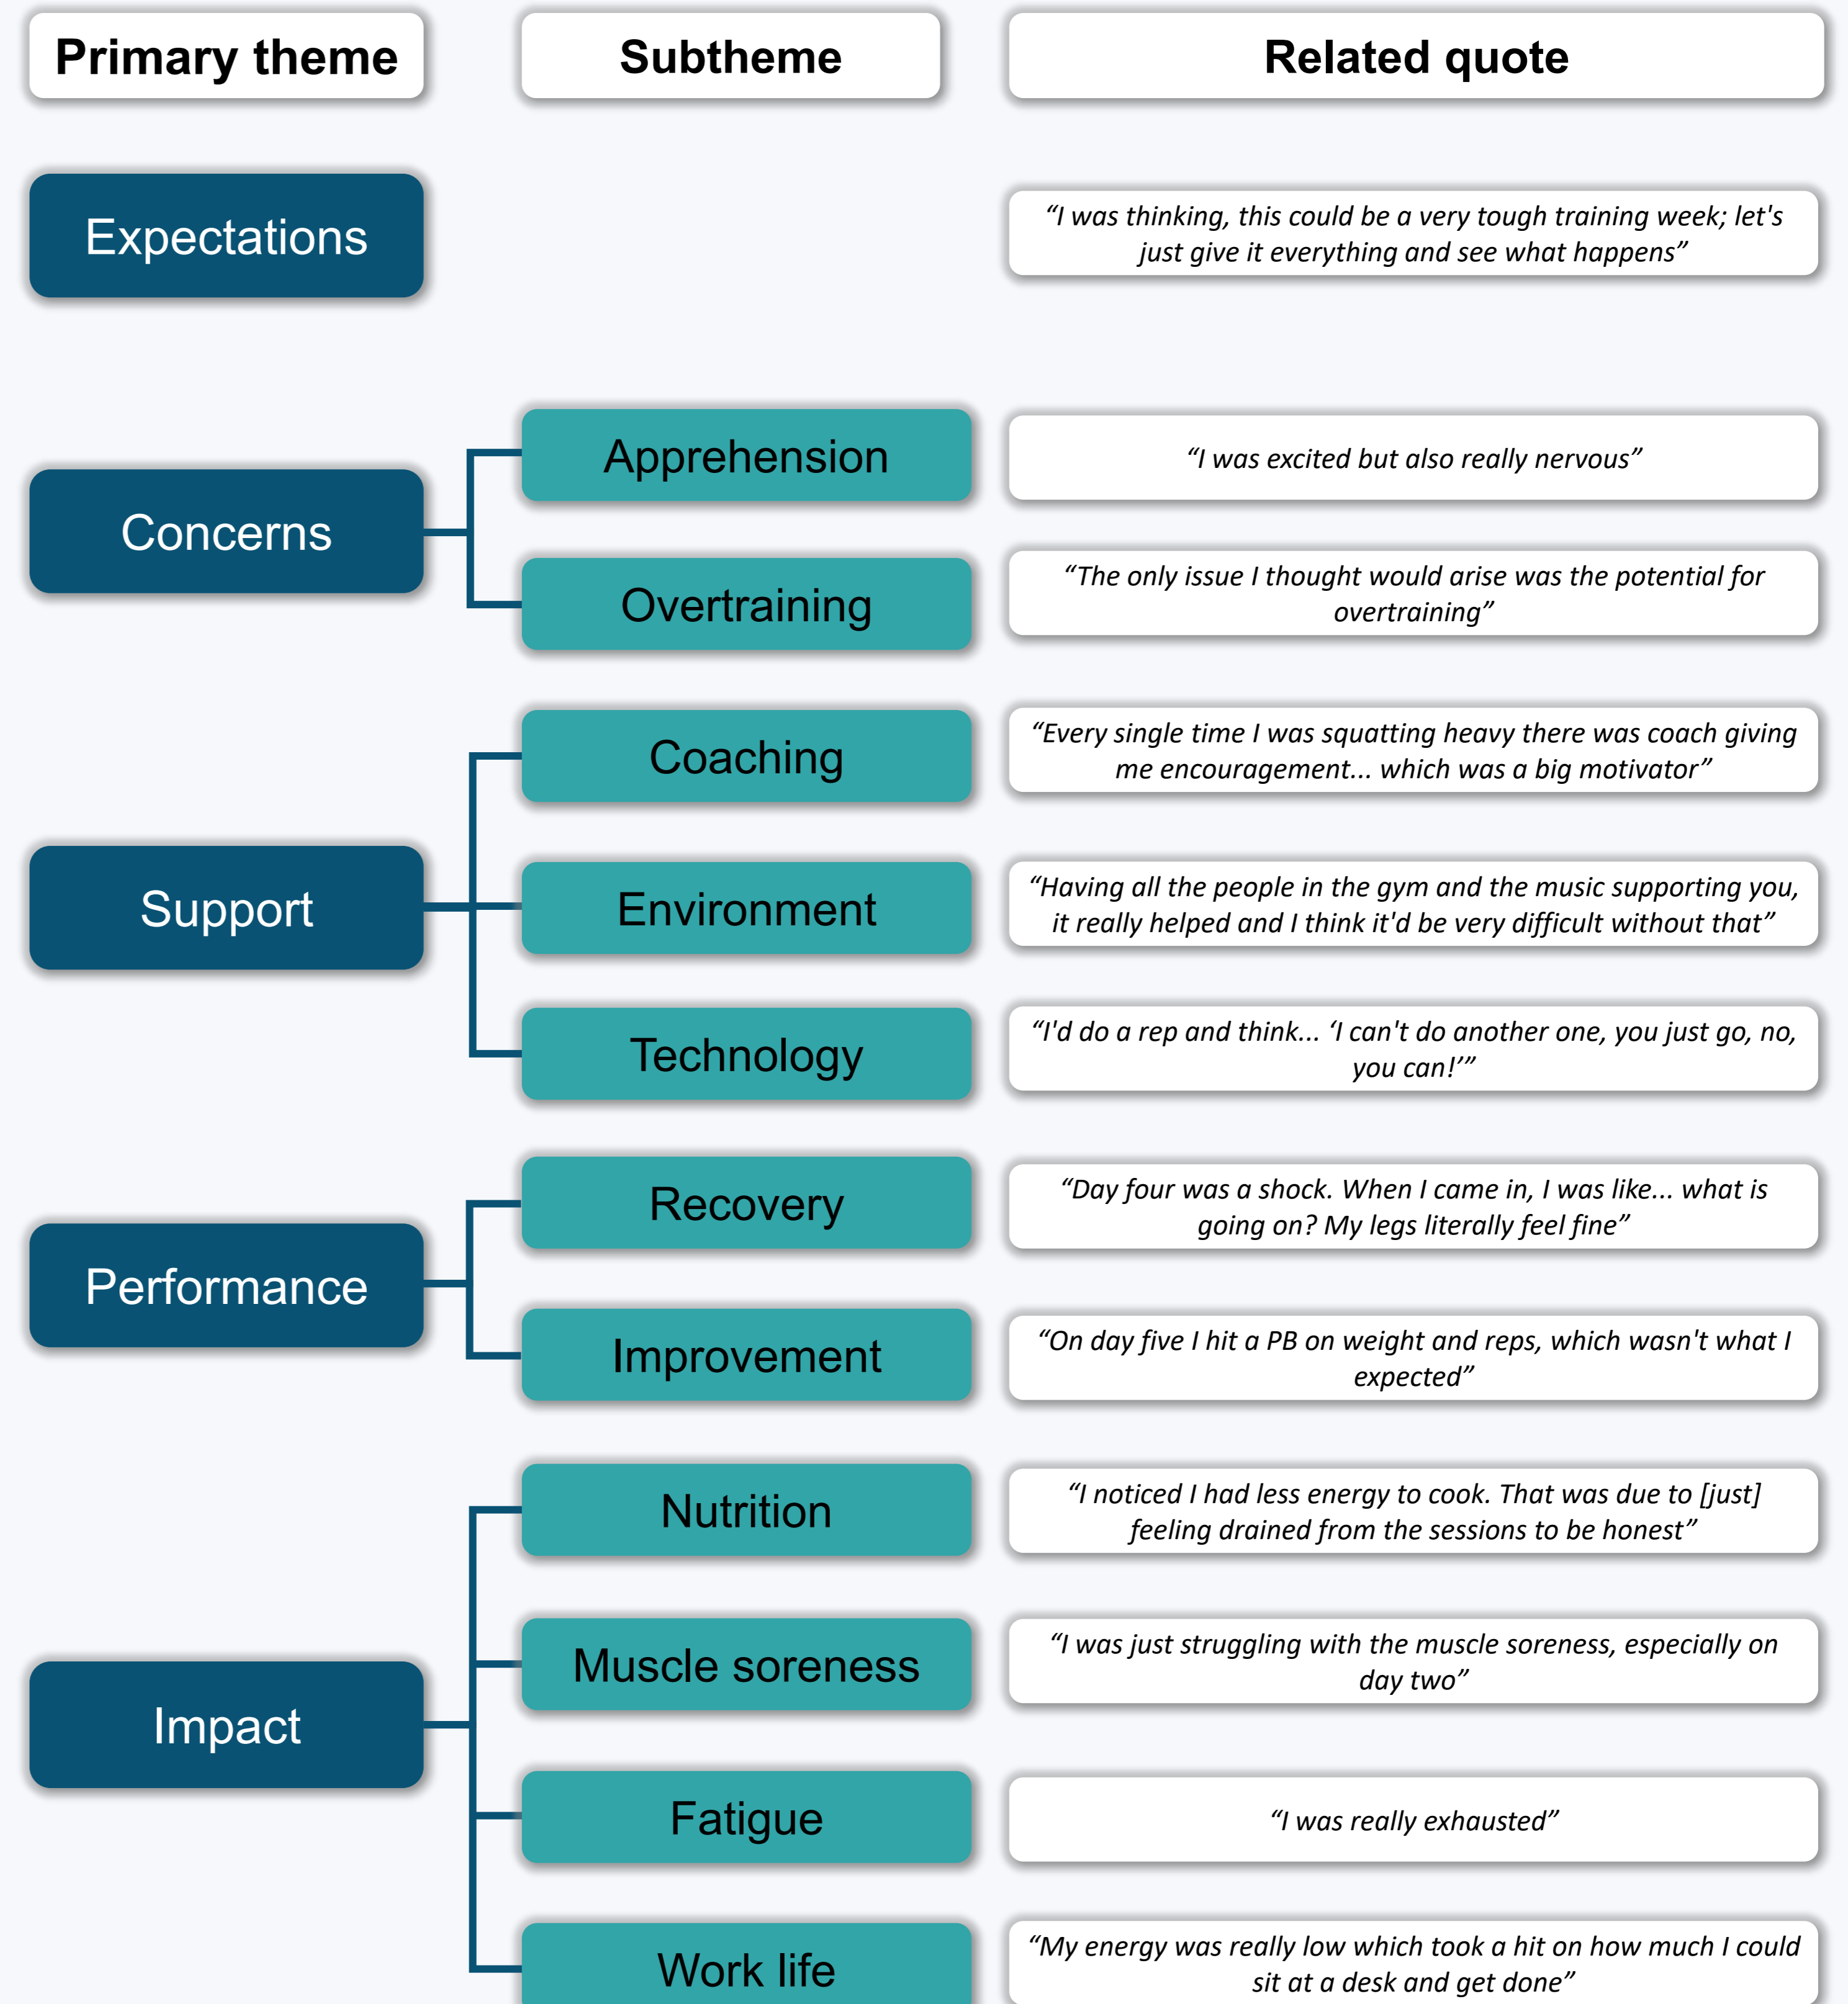 Primary theme
Subtheme
Related quote
Expectations
“I was thinking, this could be a very tough training week; let's
just give it everything and see what happens”
Concerns
Apprehension
“I was excited but also really nervous”
Overtraining
“The only issue I thought would arise was the potential for
overtraining”
Support
Coaching
“Every single time I was squatting heavy there was coach giving
me encouragement... which was a big motivator”
Environment
“Having all the people in the gym and the music supporting you,
it really helped and I think it'd be very difficult without that”
Technology
“I'd do a rep and think... ‘I can't do another one, you just go, no,
you can!’”
Performance
Recovery
“Day four was a shock. When I came in, I was like... what is
going on? My legs literally feel fine”
Improvement
“On day five I hit a PB on weight and reps, which wasn't what I
expected”
Impact
Nutrition
“I noticed I had less energy to cook. That was due to [just]
feeling drained from the sessions to be honest”
Muscle soreness
“I was just struggling with the muscle soreness, especially on
day two”
Fatigue
“I was really exhausted”
Work life
“My energy was really low which took a hit on how much I could
sit at a desk and get done”